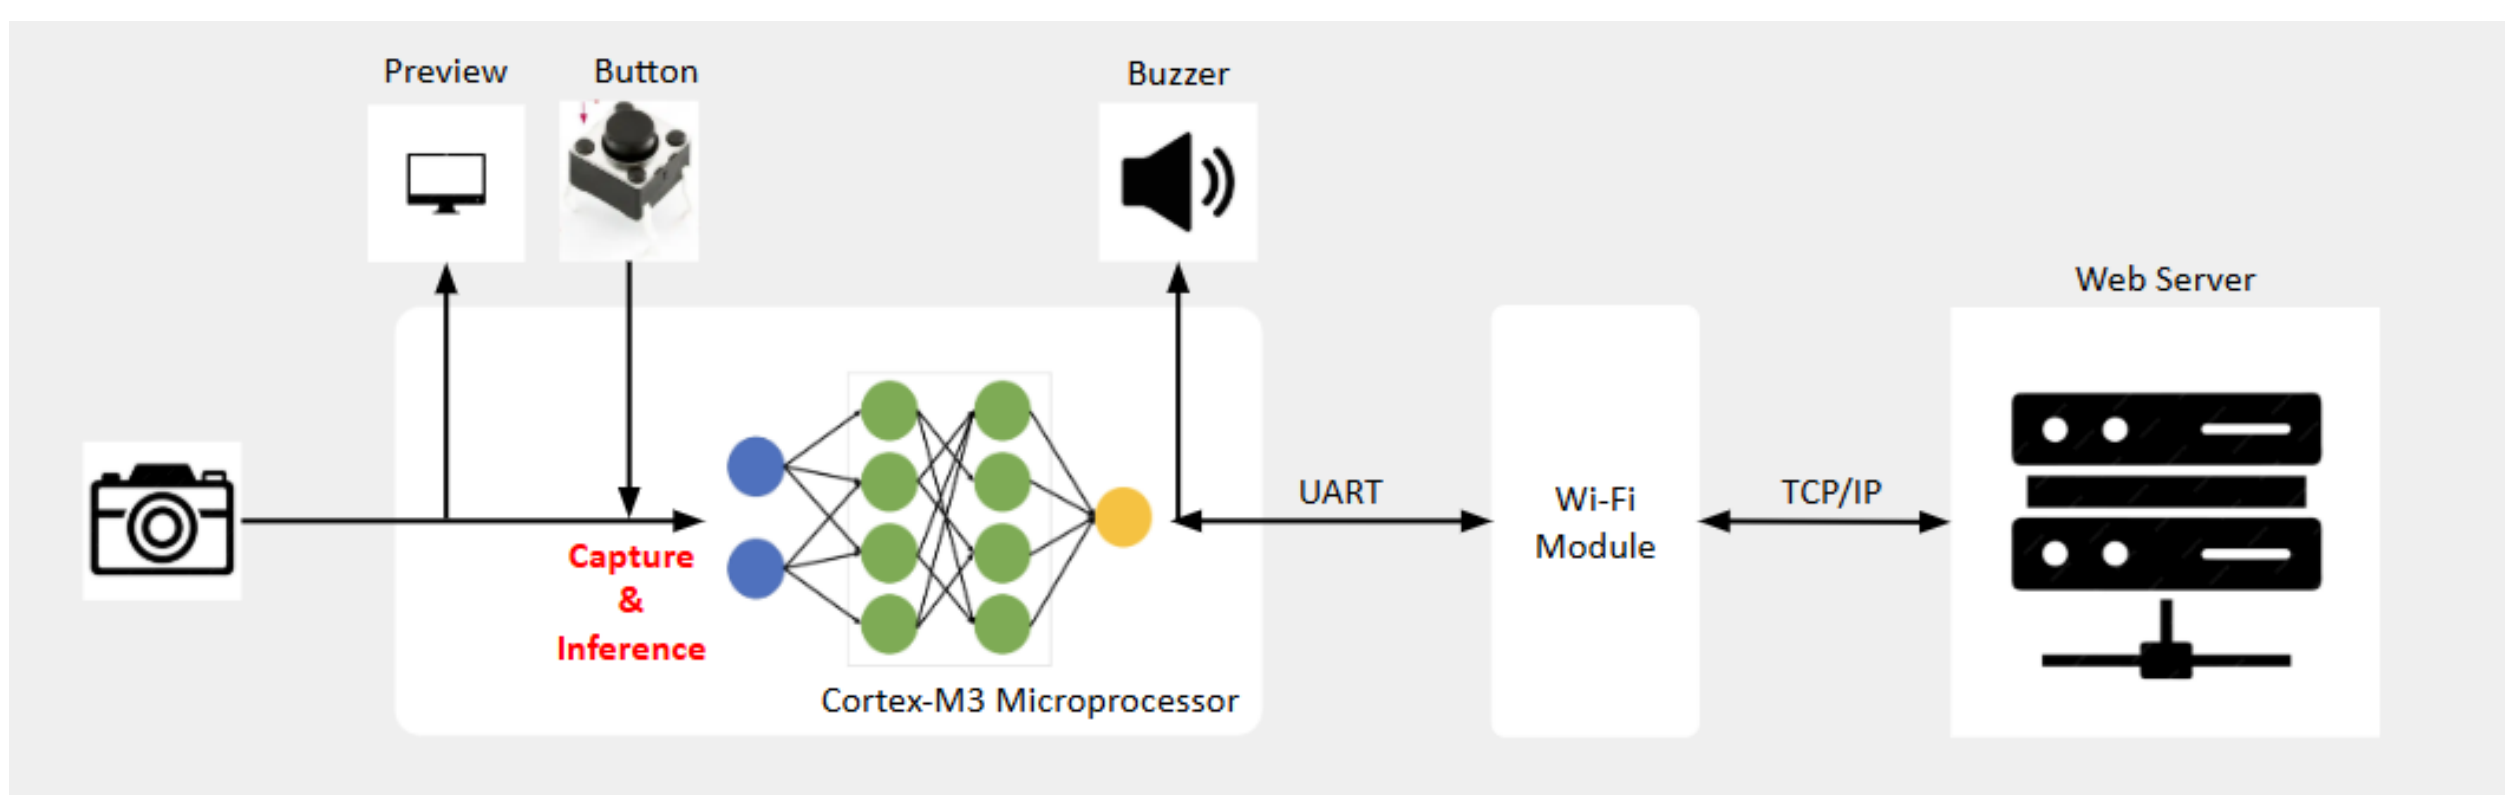 Preview
Button
Buzzer
Web Server
UART
Wi-Fi
Module
TCP/IP
Capture
&
Inference
Cortex-M3 Microprocessor